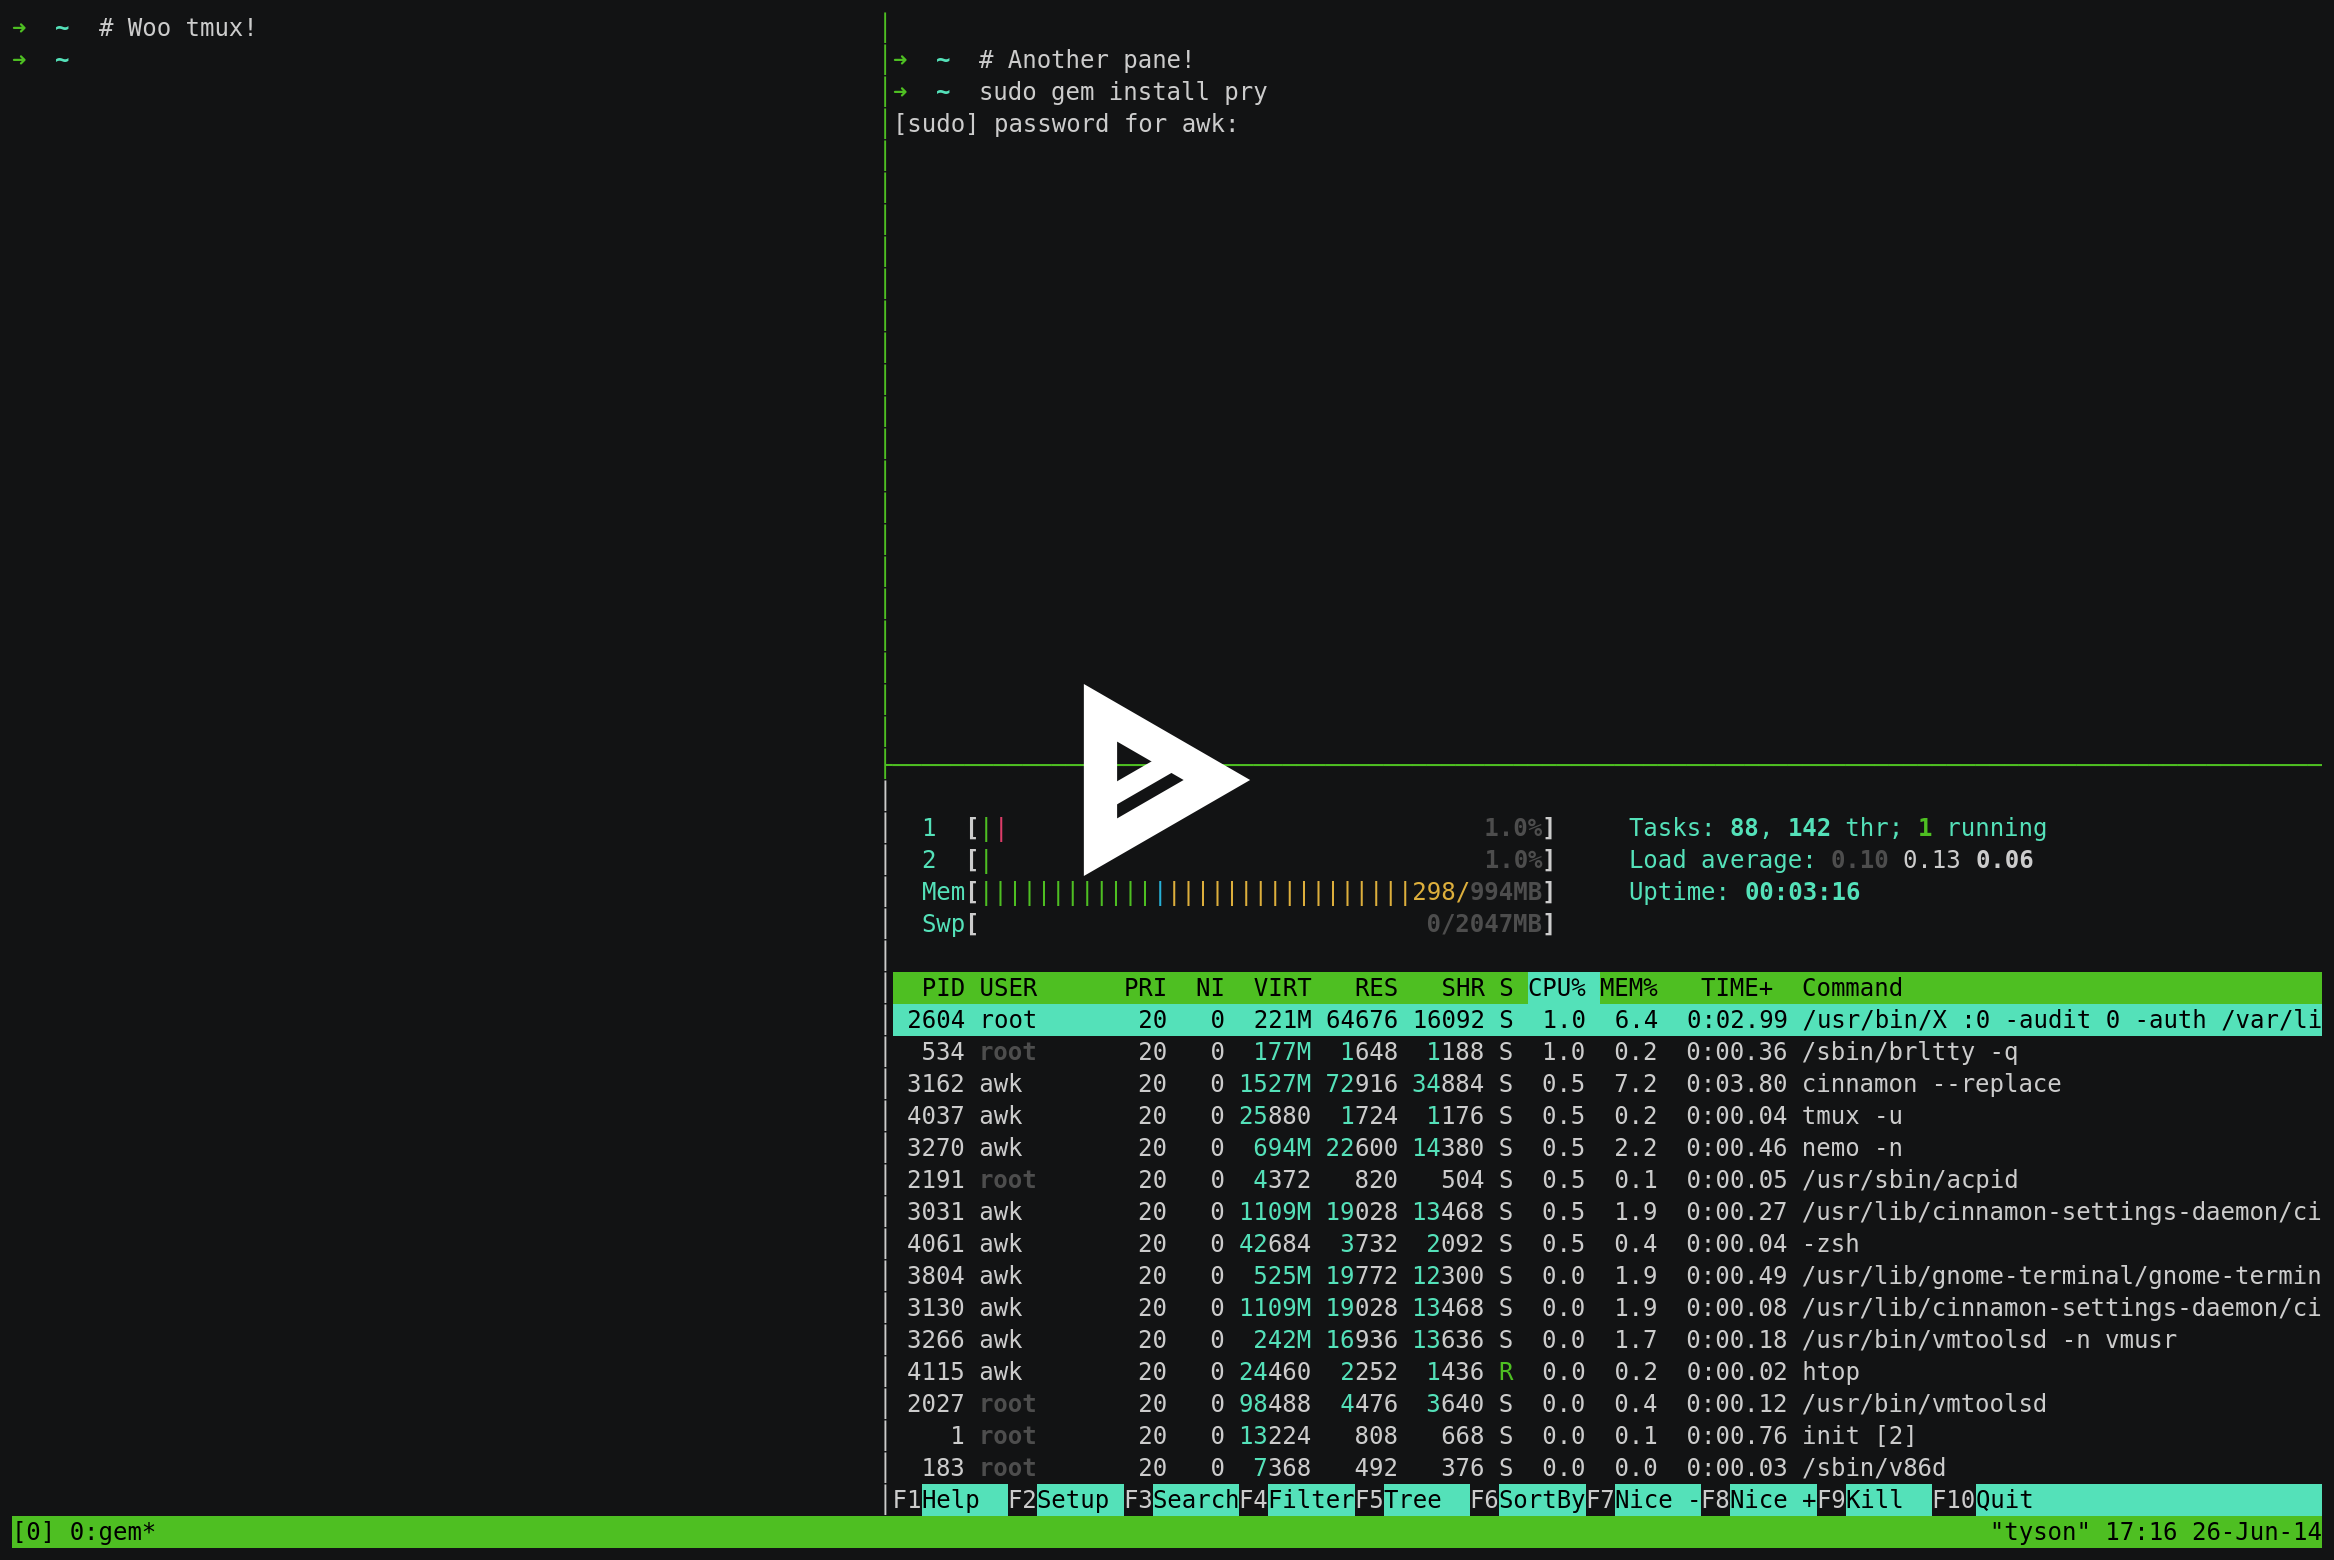 ➜  ~  # Woo tmux!
➜  ~
➜  ~  # Another pane!
➜  ~  sudo gem install pry
[sudo] password for awk:
1  [|| 1.0%]     Tasks: 88, 142 thr; 1 running
2  [| 1.0%]     Load average: 0.10 0.13 0.06
Mem[||||||||||||||||||||||||||||||298/994MB]     Uptime: 00:03:16
Swp[ 0/2047MB]
PID USER      PRI  NI  VIRT   RES   SHR S CPU% MEM%   TIME+  Command
2604 root       20   0  221M 64676 16092 S  1.0  6.4  0:02.99 /usr/bin/X :0 -audit 0 -auth /var/li
534 root       20   0  177M  1648  1188 S  1.0  0.2  0:00.36 /sbin/brltty -q
3162 awk        20   0 1527M 72916 34884 S  0.5  7.2  0:03.80 cinnamon --replace
4037 awk        20   0 25880  1724  1176 S  0.5  0.2  0:00.04 tmux -u
3270 awk        20   0  694M 22600 14380 S  0.5  2.2  0:00.46 nemo -n
2191 root       20   0  4372   820   504 S  0.5  0.1  0:00.05 /usr/sbin/acpid
3031 awk        20   0 1109M 19028 13468 S  0.5  1.9  0:00.27 /usr/lib/cinnamon-settings-daemon/ci
4061 awk        20   0 42684  3732  2092 S  0.5  0.4  0:00.04 -zsh
3804 awk        20   0  525M 19772 12300 S  0.0  1.9  0:00.49 /usr/lib/gnome-terminal/gnome-termin
3130 awk        20   0 1109M 19028 13468 S  0.0  1.9  0:00.08 /usr/lib/cinnamon-settings-daemon/ci
3266 awk        20   0  242M 16936 13636 S  0.0  1.7  0:00.18 /usr/bin/vmtoolsd -n vmusr
4115 awk        20   0 24460  2252  1436 R  0.0  0.2  0:00.02 htop
2027 root       20   0 98488  4476  3640 S  0.0  0.4  0:00.12 /usr/bin/vmtoolsd
1 root       20   0 13224   808   668 S  0.0  0.1  0:00.76 init [2]
183 root       20   0  7368   492   376 S  0.0  0.0  0:00.03 /sbin/v86d
F1Help  F2Setup F3SearchF4FilterF5Tree  F6SortByF7Nice -F8Nice +F9Kill  F10Quit
[0] 0:gem* "tyson" 17:16 26-Jun-14